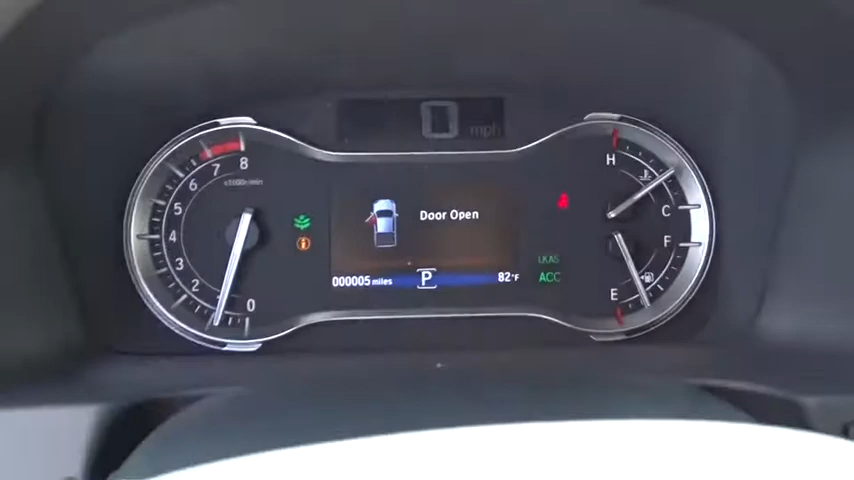 0 mph
8
7
6
5
4
3
2
0
x1000r/min
Door Open
000005 miles
P
82°F
LKAS
ACC
H
C
F
E